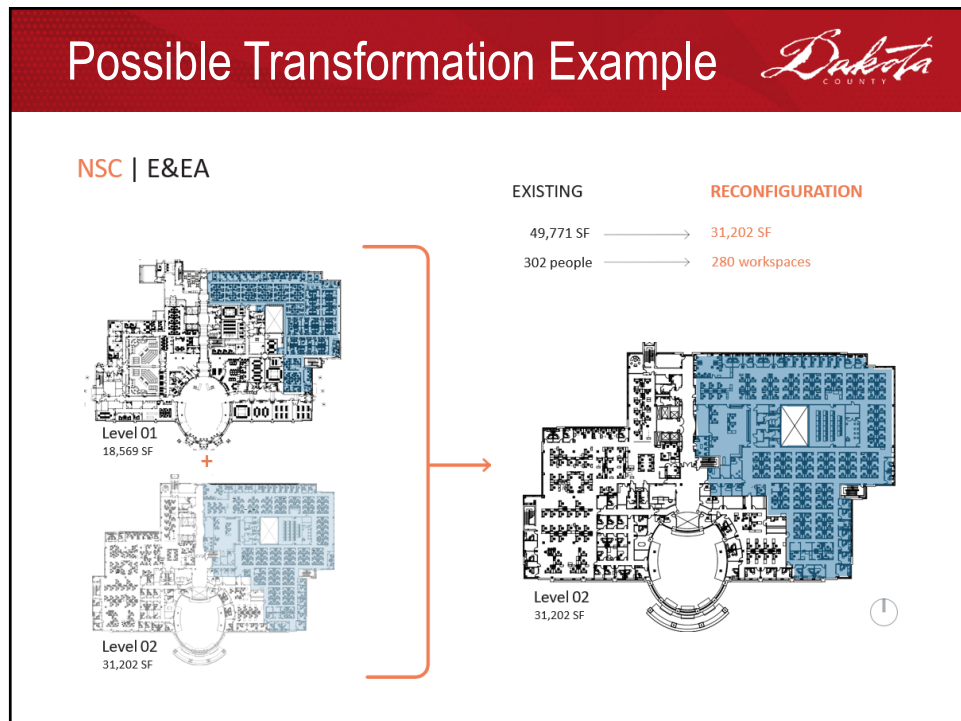 Possible Transformation Example
Dakota
COUNTY
NSC | E&EA
EXISTING
RECONFIGURATION
49,771 SF
31,202 SF
302 people
280 workspaces
Level 01
18,569 SF
+
Level 02
31,202 SF
Level 02
31,202 SF